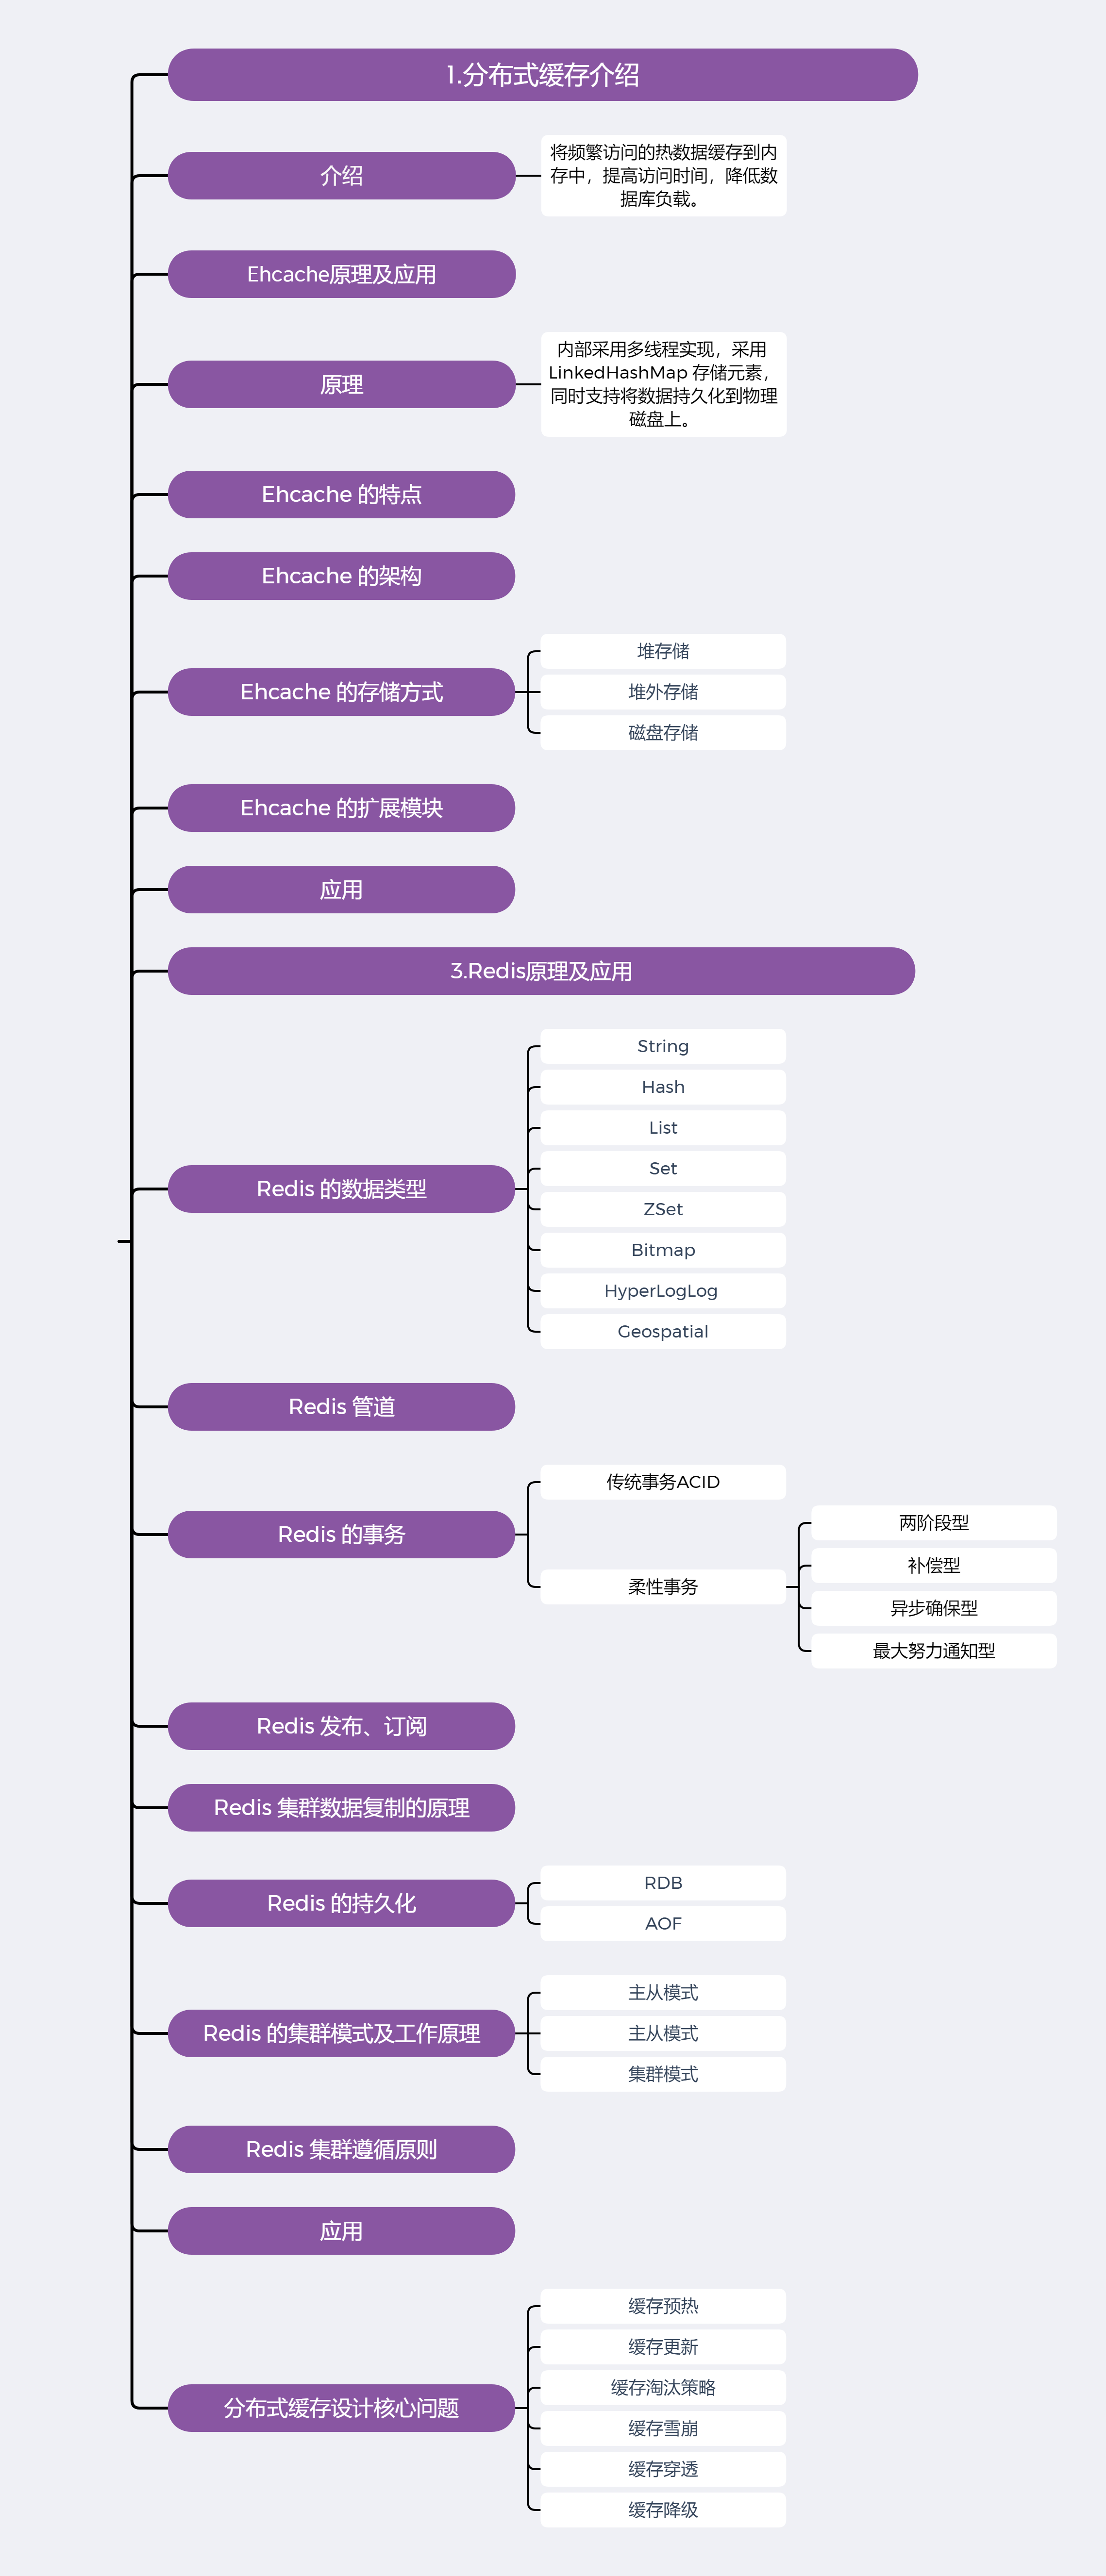 1.分布式缓存介绍
介绍
将频繁访问的热数据缓存到内
存中，提高访问时间，降低数
据库负载。
Ehcache原理及应用
原理
内部采用多线程实现，采用
LinkedHashMap 存储元素，
同时支持将数据持久化到物理
磁盘上。
Ehcache 的特点
Ehcache 的架构
Ehcache 的存储方式
堆存储
堆外存储
磁盘存储
Ehcache 的扩展模块
应用
3.Redis原理及应用
Redis 的数据类型
String
Hash
List
Set
ZSet
Bitmap
HyperLogLog
Geospatial
Redis 管道
Redis 的事务
传统事务ACID
柔性事务
两阶段型
补偿型
异步确保型
最大努力通知型
Redis 发布、订阅
Redis 集群数据复制的原理
Redis 的持久化
RDB
AOF
Redis 的集群模式及工作原理
主从模式
主从模式
集群模式
Redis 集群遵循原则
应用
分布式缓存设计核心问题
缓存预热
缓存更新
缓存淘汰策略
缓存雪崩
缓存穿透
缓存降级